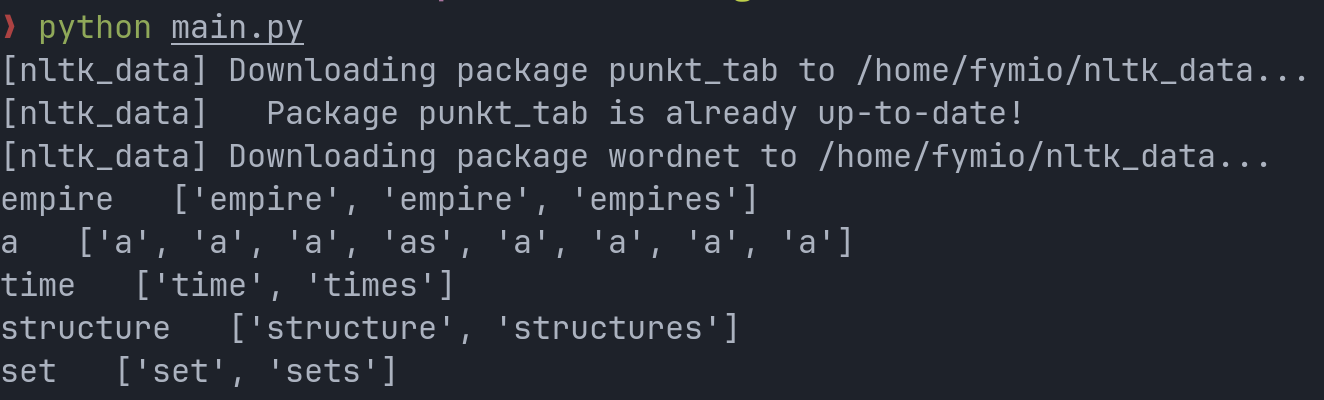 ❯ python main.py
[nltk_data] Downloading package punkt_tab to /home/fymio/nltk_data...
[nltk_data]   Package punkt_tab is already up-to-date!
[nltk_data] Downloading package wordnet to /home/fymio/nltk_data...
empire   ['empire', 'empire', 'empires']
a   ['a', 'a', 'a', 'as', 'a', 'a', 'a', 'a']
time   ['time', 'times']
structure   ['structure', 'structures']
set   ['set', 'sets']